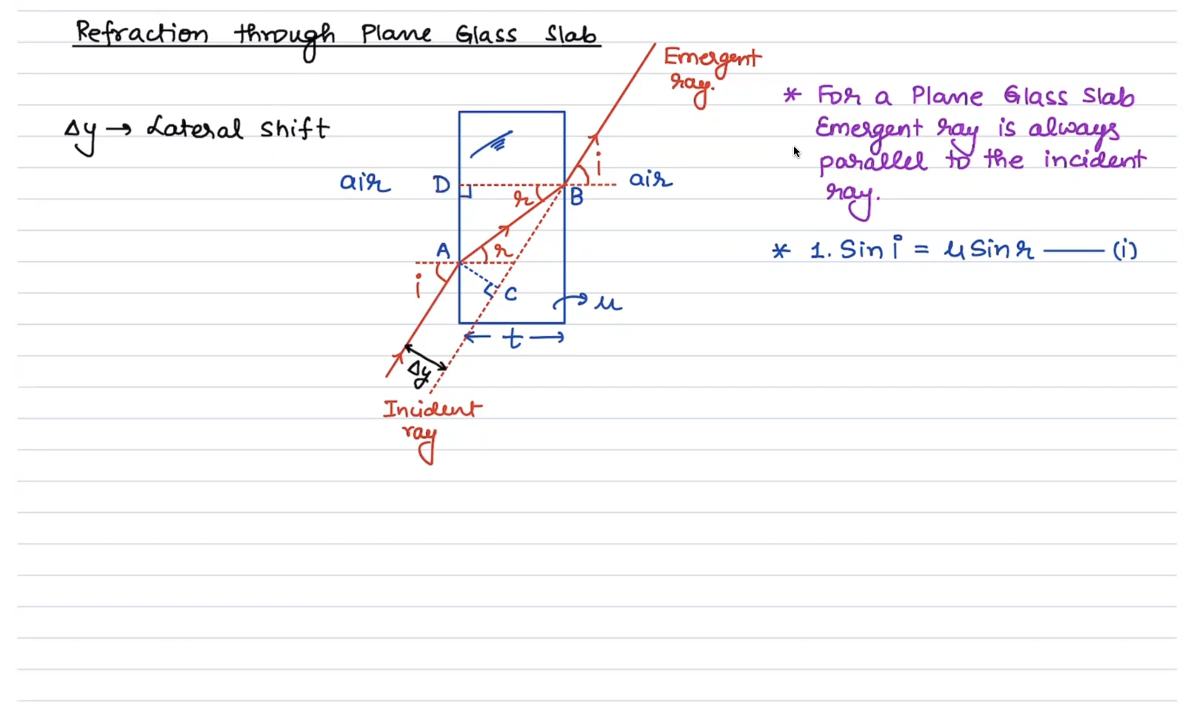 Refraction through Plane Glass Slab
Emergent
ray.
Δy → Lateral Shift
* For a Plane Glass Slab
Emergent ray is always
parallel to the incident
ray.
air
D
i
air
r
B
A
r
* 1. Sin i = μ Sin r —— (i)
i
C
μ
t
Δy
Incident
ray